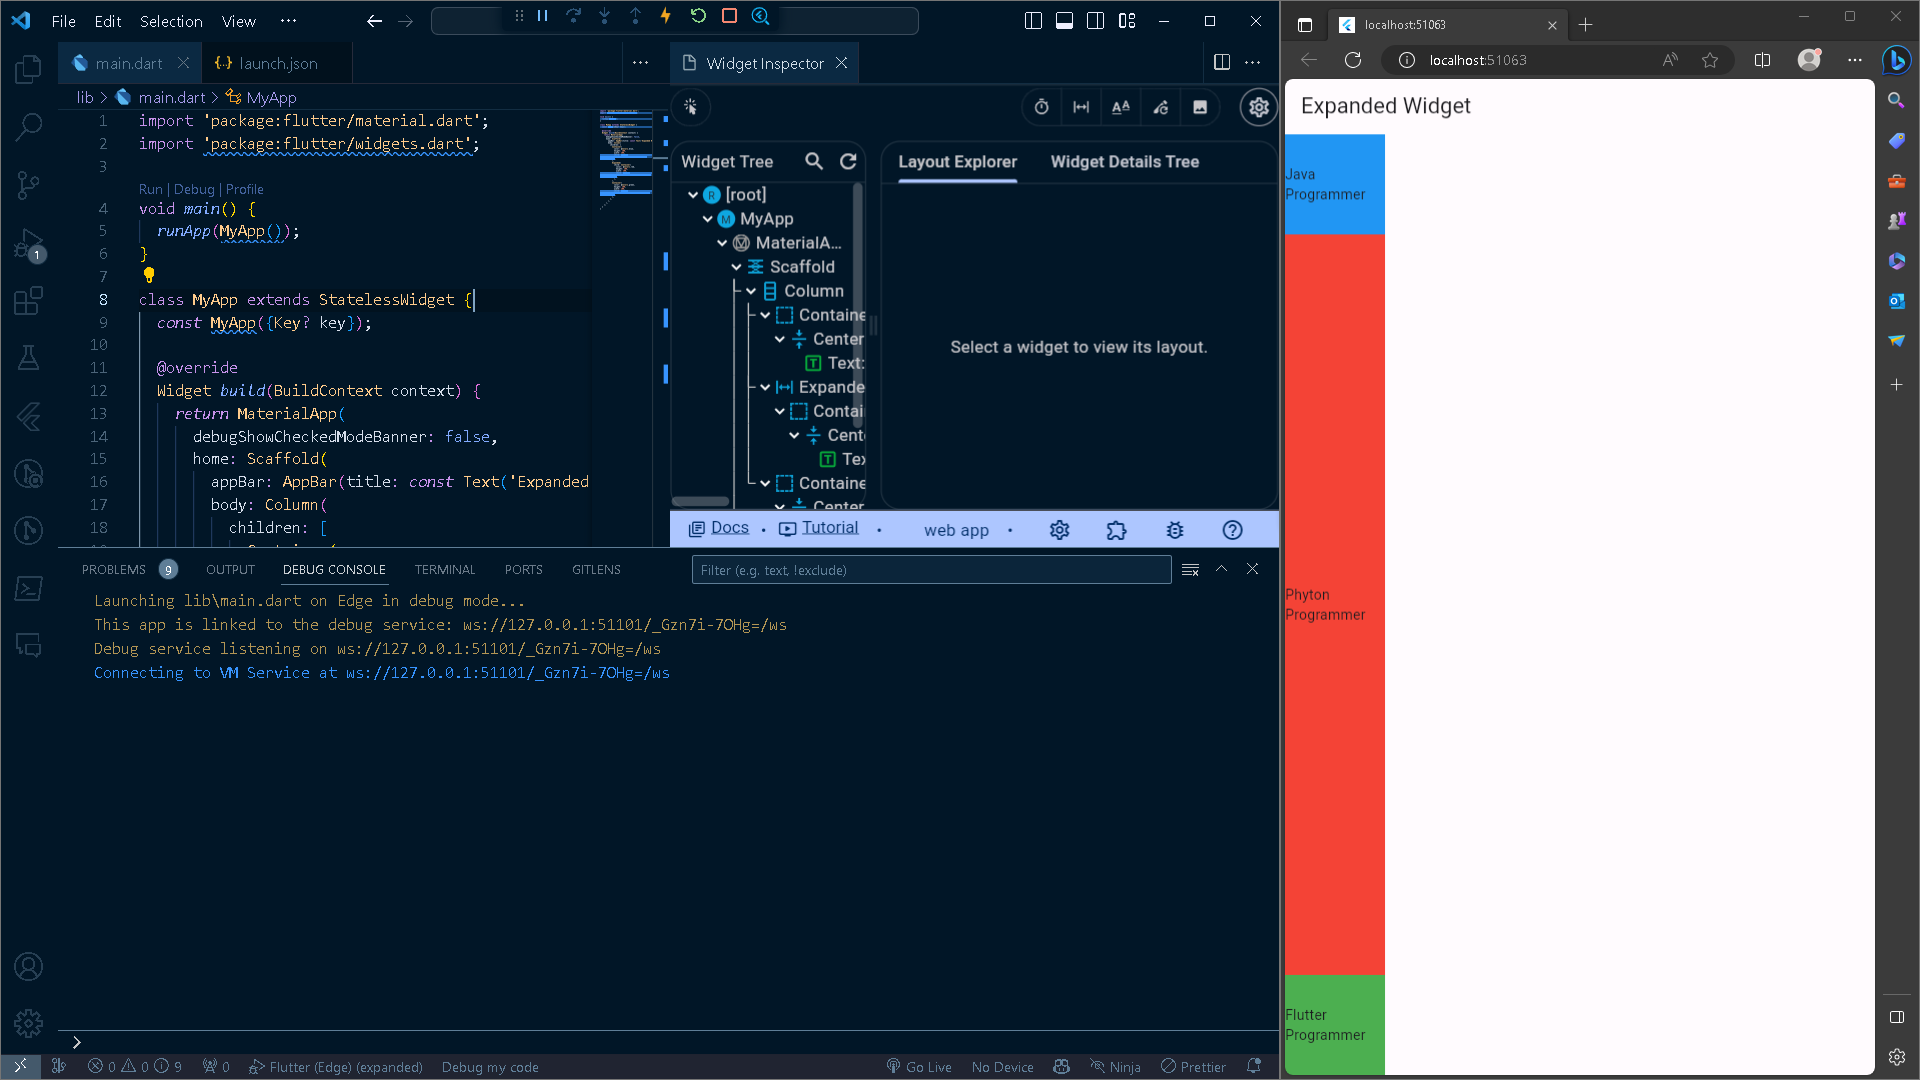 File Edit Selection View ···
main.dart
launch.json
lib > main.dart > MyApp
1 import 'package:flutter/material.dart';
2 import 'package:flutter/widgets.dart';
3
Run | Debug | Profile
4 void main() {
5 runApp(MyApp());
6 }
7
8 class MyApp extends StatelessWidget {
9 const MyApp({Key? key});
10
11 @override
12 Widget build(BuildContext context) {
13 return MaterialApp(
14 debugShowCheckedModeBanner: false,
15 home: Scaffold(
16 appBar: AppBar(title: const Text('Expanded
17 body: Column(
18 children: [
1
Widget Inspector
Widget Tree
[root]
MyApp
MaterialA...
Scaffold
Column
Containe
Center
Text:
Expande
Contai
Cent
Tex
Containe
Center
Layout Explorer
Widget Details Tree
Select a widget to view its layout.
Docs · Tutorial · web app ·
PROBLEMS 9 OUTPUT DEBUG CONSOLE TERMINAL PORTS GITLENS
Filter (e.g. text, !exclude)
Launching lib\main.dart on Edge in debug mode...
This app is linked to the debug service: ws://127.0.0.1:51101/_Gzn7i-7OHg=/ws
Debug service listening on ws://127.0.0.1:51101/_Gzn7i-7OHg=/ws
Connecting to VM Service at ws://127.0.0.1:51101/_Gzn7i-7OHg=/ws
0 0 9 0 Flutter (Edge) (expanded) Debug my code Go Live No Device Ninja Prettier
localhost:51063
localhost:51063
Expanded Widget
Java
Programmer
Phyton
Programmer
Flutter
Programmer